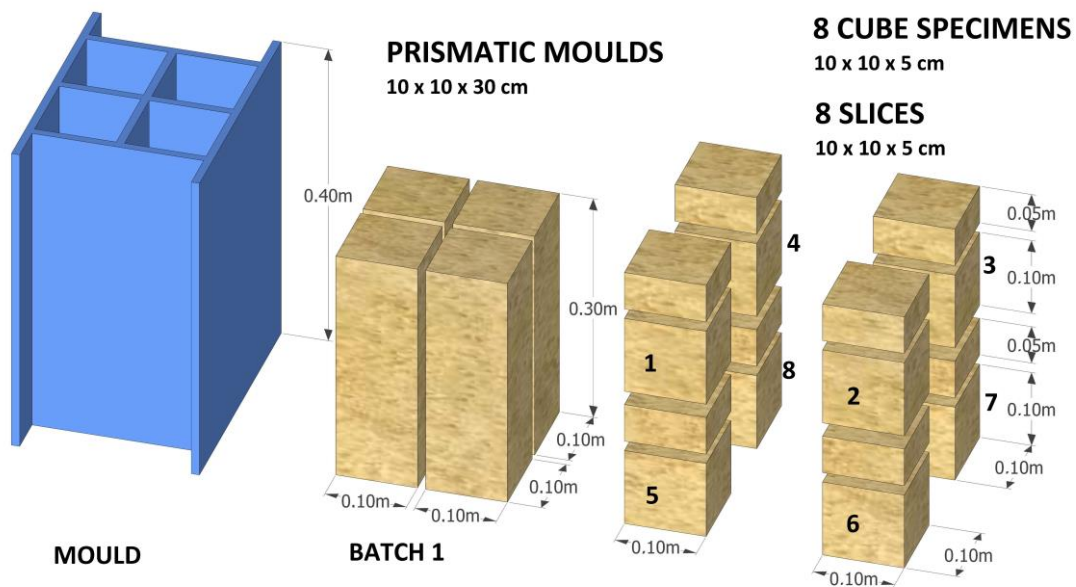 PRISMATIC MOULDS
10 x 10 x 30 cm
8 CUBE SPECIMENS
10 x 10 x 5 cm
8 SLICES
10 x 10 x 5 cm
0.40m
0.30m
0.10m
0.10m
0.10m
0.10m
4
1
8
5
0.10m
3
2
7
6
0.05m
0.10m
0.05m
0.10m
0.10m
0.10m
0.10m
MOULD
BATCH 1